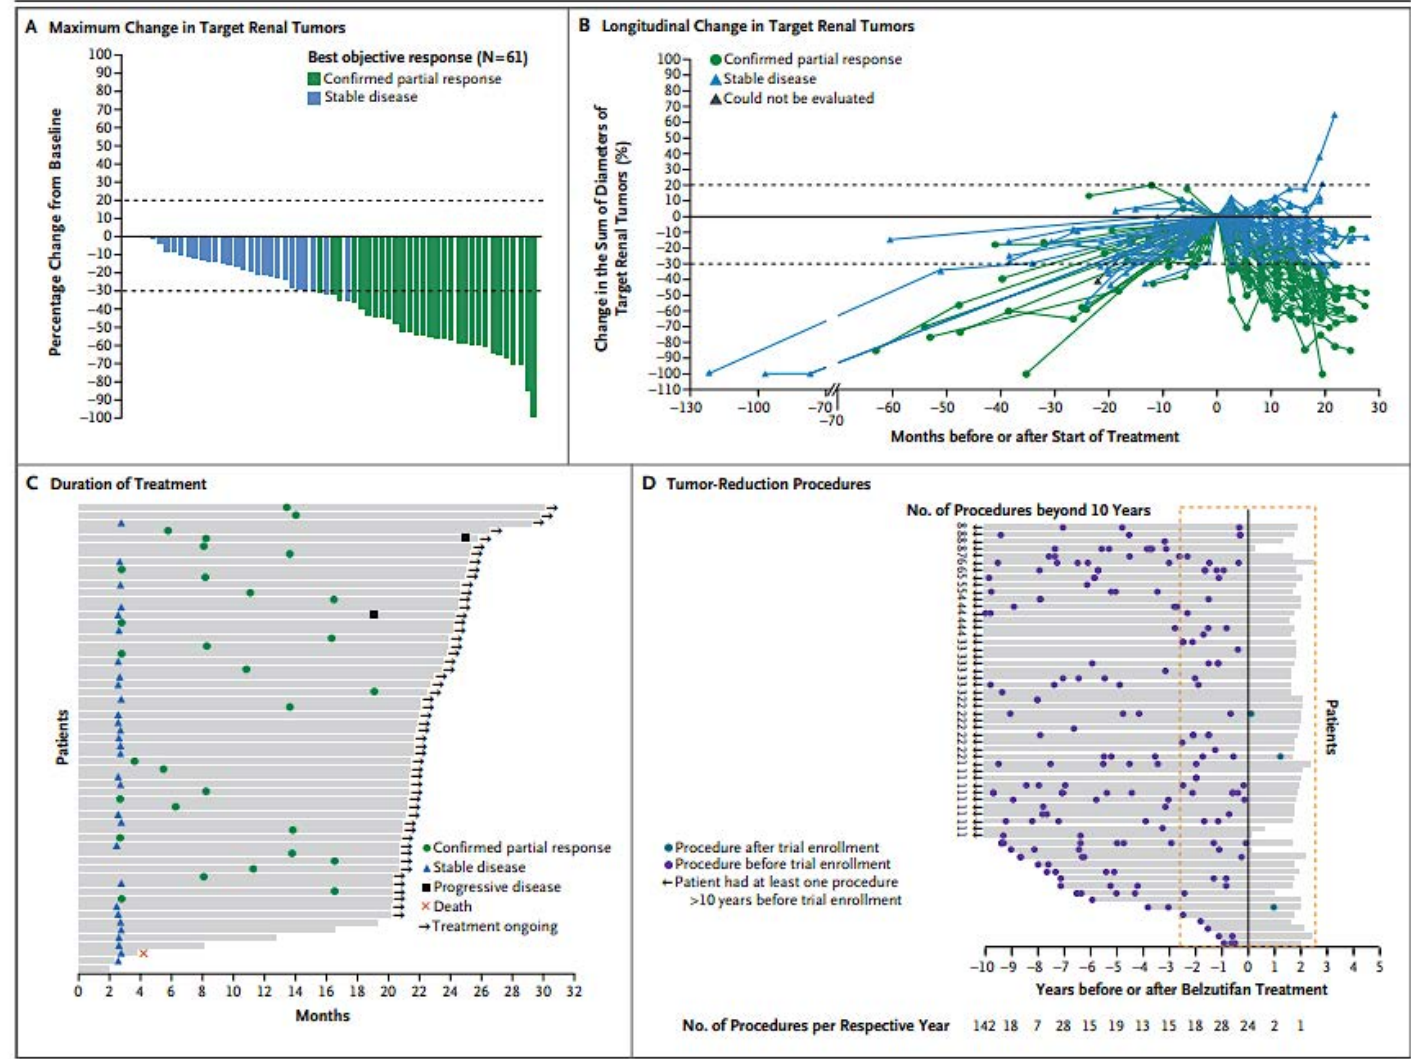 A Maximum Change in Target Renal Tumors
Percentage Change from Baseline
100
90
80
70
60
50
40
30
20
10
0
−10
−20
−30
−40
−50
−60
−70
−80
−90
−100
Best objective response (N=61)
Confirmed partial response
Stable disease
B Longitudinal Change in Target Renal Tumors
Change in the Sum of Diameters of
Target Renal Tumors (%)
100
90
80
70
60
50
40
30
20
10
0
−10
−20
−30
−40
−50
−60
−70
−80
−90
−100
−110
Confirmed partial response
Stable disease
Could not be evaluated
−130 −100 −70 −60 −50 −40 −30 −20 −10 0 10 20 30
−70
Months before or after Start of Treatment
C Duration of Treatment
Patients
Confirmed partial response
Stable disease
Progressive disease
Death
Treatment ongoing
0 2 4 6 8 10 12 14 16 18 20 22 24 26 28 30 32
Months
D Tumor-Reduction Procedures
No. of Procedures beyond 10 Years
Patients
Procedure after trial enrollment
Procedure before trial enrollment
←Patient had at least one procedure
>10 years before trial enrollment
−10 −9 −8 −7 −6 −5 −4 −3 −2 −1 0 1 2 3 4 5
Years before or after Belzutifan Treatment
No. of Procedures per Respective Year 142 18 7 28 15 19 13 15 18 28 24 2 1